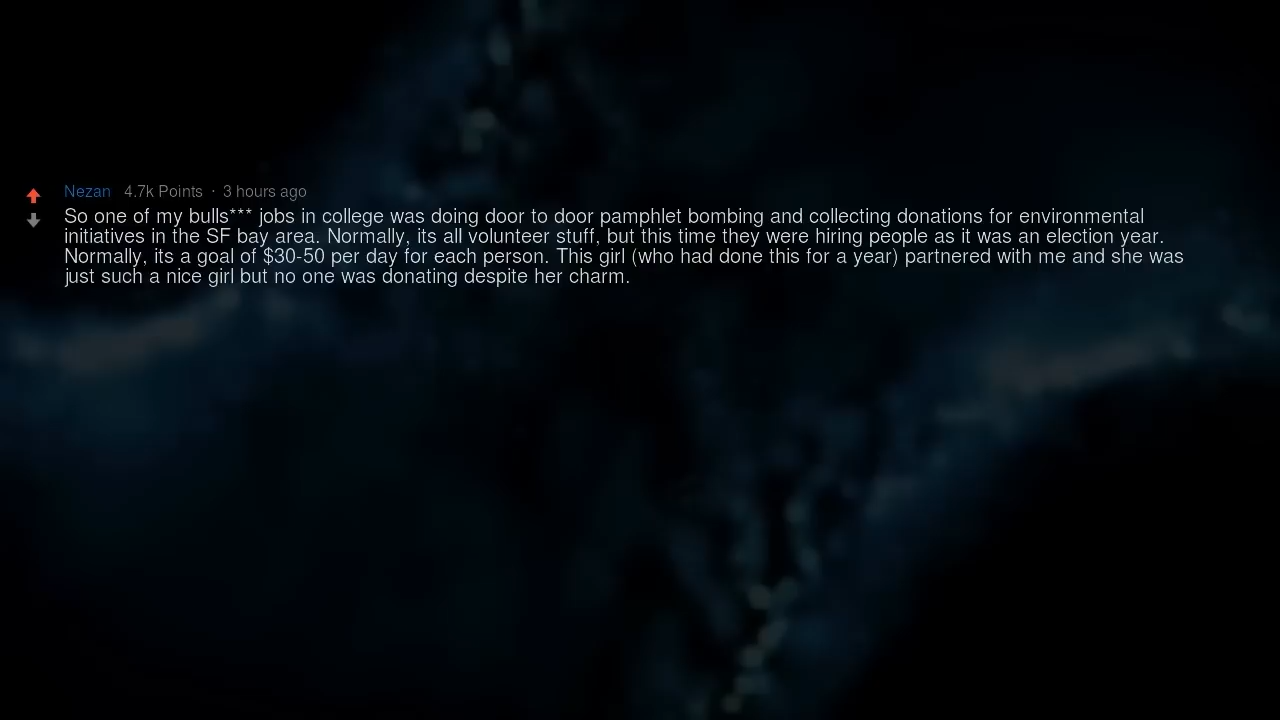 Nezan 4.7k Points · 3 hours ago
So one of my bulls*** jobs in college was doing door to door pamphlet bombing and collecting donations for environmental
initiatives in the SF bay area. Normally, its all volunteer stuff, but this time they were hiring people as it was an election year.
Normally, its a goal of $30-50 per day for each person. This girl (who had done this for a year) partnered with me and she was
just such a nice girl but no one was donating despite her charm.